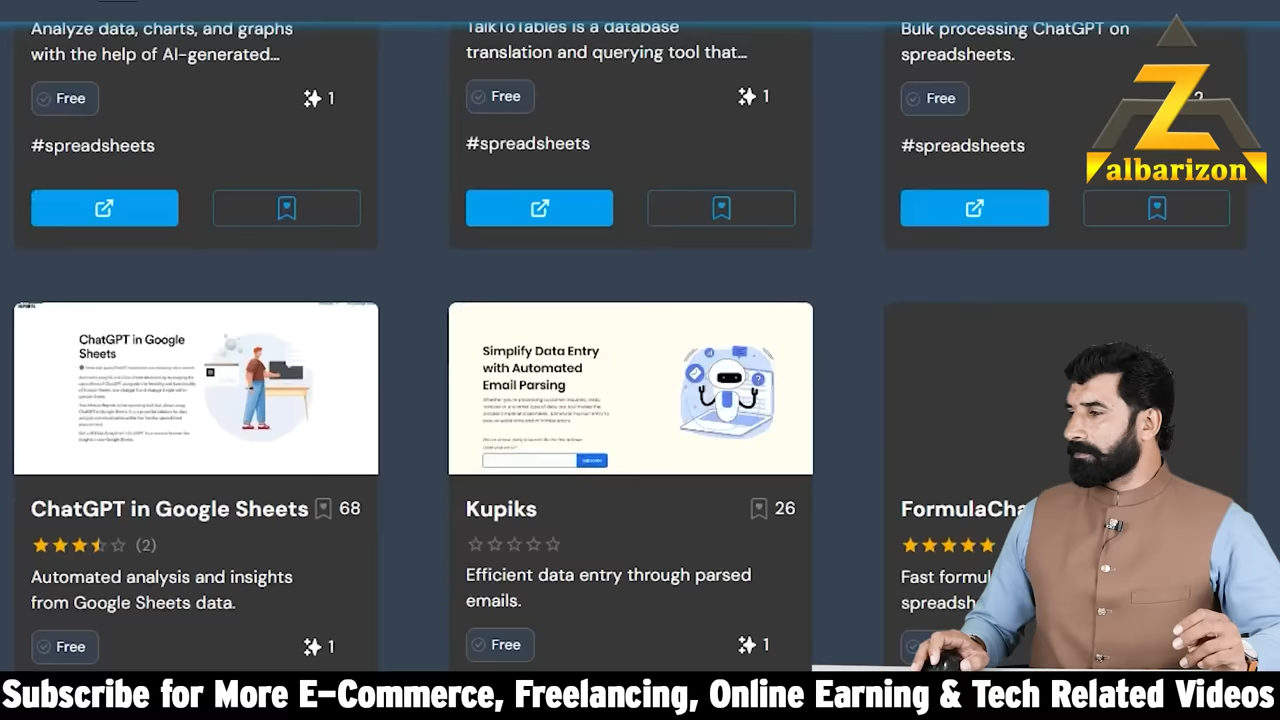 Analyze data, charts, and graphs
with the help of AI-generated...
Free
1
#spreadsheets
TalkToTables is a database
translation and querying tool that...
Free
1
#spreadsheets
Bulk processing ChatGPT on
spreadsheets.
Free
#spreadsheets
Z
albarizon
ChatGPT in Google
Sheets
ChatGPT in Google Sheets
68
(2)
Automated analysis and insights
from Google Sheets data.
Free
1
Simplify Data Entry
with Automated
Email Parsing
Kupiks
26
Efficient data entry through parsed
emails.
Free
1
FormulaCha
Fast formul
spreadsh
Subscribe for More E-Commerce, Freelancing, Online Earning & Tech Related Videos